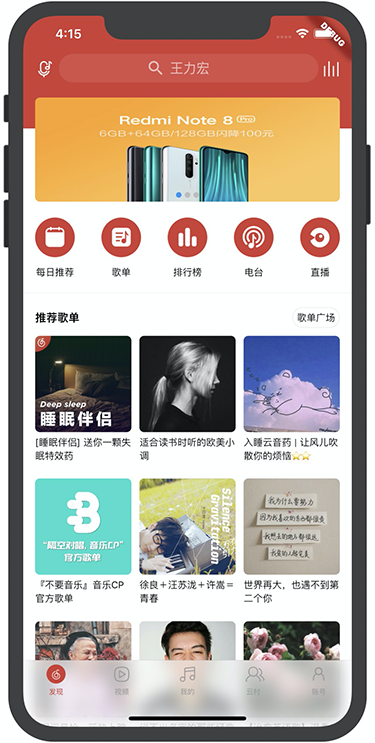 4:15
DEBUG
王力宏
Redmi Note 8 Pro
6GB+64GB/128GB闪降100元
每日推荐
歌单
排行榜
电台
直播
推荐歌单
歌单广场
Deep sleep
睡眠伴侣
[睡眠伴侣] 送你一颗失
眠特效药
适合读书时听的欧美小
调
入睡云音药 | 让风儿吹
散你的烦恼⭐⭐
“隔空对唱, 音乐CP”
官方歌单
Silence
Gravitation
我为什么要努力
因为我喜欢的东西都很贵
我想去的地方都很远
我爱的人超完美
『不要音乐』音乐CP
官方歌单
徐良＋汪苏泷＋许嵩＝
青春
世界再大，也遇不到第
二个你
发现
视频
我的
云村
账号